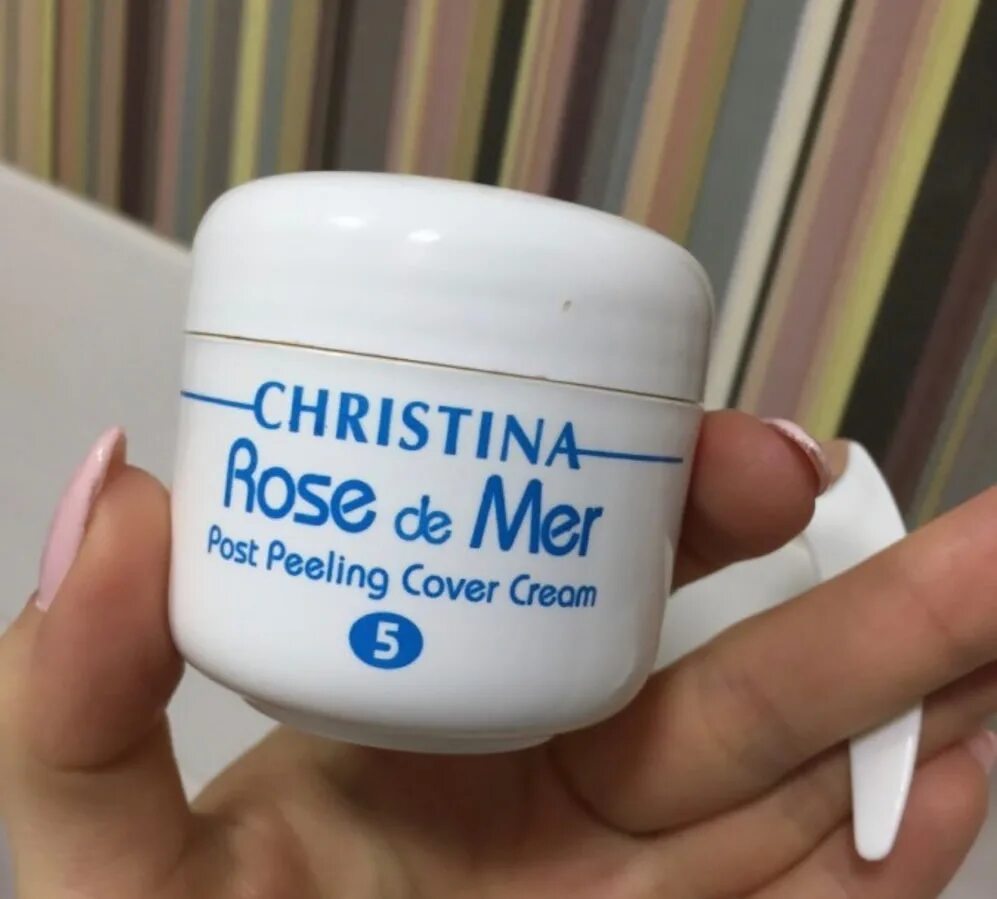 CHRISTINA
Rose de Mer
Post Peeling Cover Cream
5